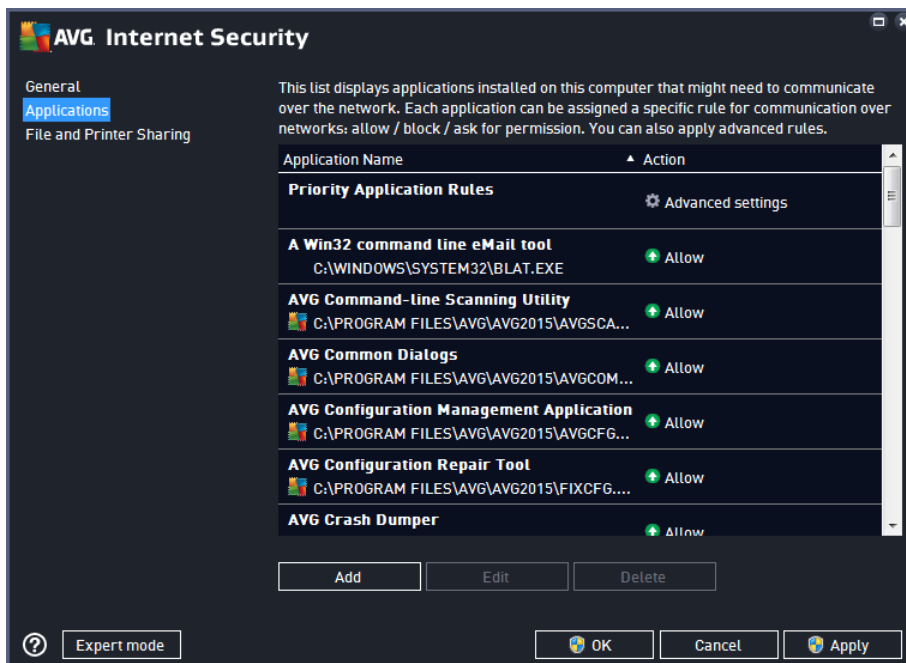 AVG Internet Security
General
Applications
File and Printer Sharing
This list displays applications installed on this computer that might need to communicate
over the network. Each application can be assigned a specific rule for communication over
networks: allow / block / ask for permission. You can also apply advanced rules.
Application Name Action
Priority Application Rules
Advanced settings
A Win32 command line eMail tool
C:\WINDOWS\SYSTEM32\BLAT.EXE
Allow
AVG Command-line Scanning Utility
C:\PROGRAM FILES\AVG\AVG2015\AVGSCA...
Allow
AVG Common Dialogs
C:\PROGRAM FILES\AVG\AVG2015\AVGCOM...
Allow
AVG Configuration Management Application
C:\PROGRAM FILES\AVG\AVG2015\AVGCFG...
Allow
AVG Configuration Repair Tool
C:\PROGRAM FILES\AVG\AVG2015\FIXCFG....
Allow
AVG Crash Dumper
Allow
Add Edit Delete
Expert mode OK Cancel Apply